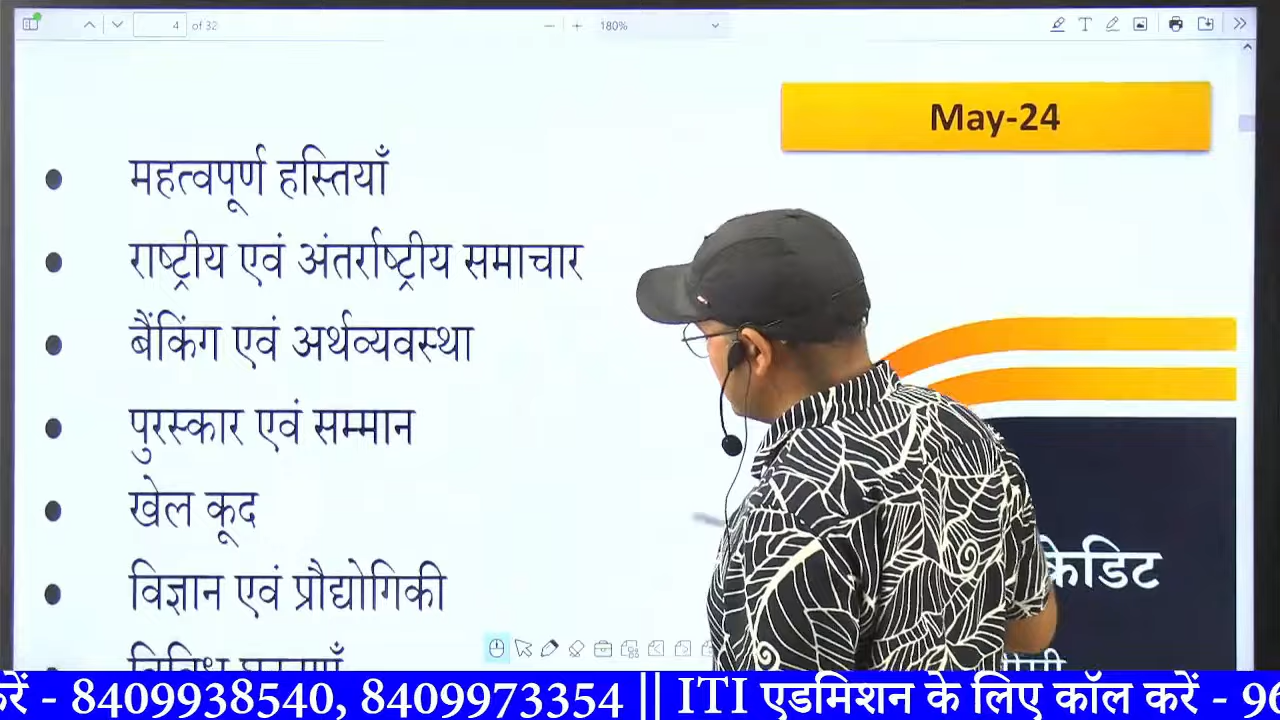 4 of 32
180%
May-24
महत्वपूर्ण हस्तियाँ
राष्ट्रीय एवं अंतर्राष्ट्रीय समाचार
बैंकिंग एवं अर्थव्यवस्था
पुरस्कार एवं सम्मान
खेल कूद
विज्ञान एवं प्रौद्योगिकी
क्रेडिट
करें - 8409938540, 8409973354 || ITI एडमिशन के लिए कॉल करें - 96